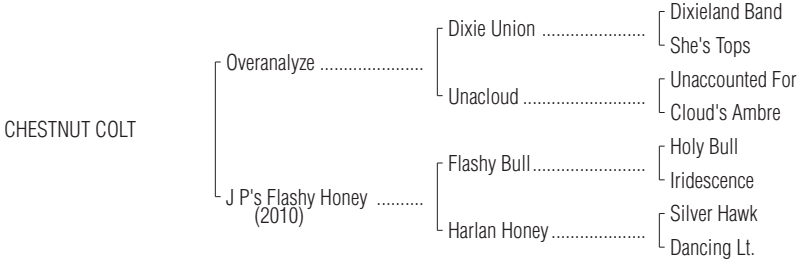 Dixieland Band
Dixie Union ......................
She's Tops
Overanalyze ......................
Unaccounted For
Unacloud ..........................
Cloud's Ambre
CHESTNUT COLT
Holy Bull
Flashy Bull ........................
Iridescence
J P's Flashy Honey ..........
(2010)
Silver Hawk
Harlan Honey ....................
Dancing Lt.